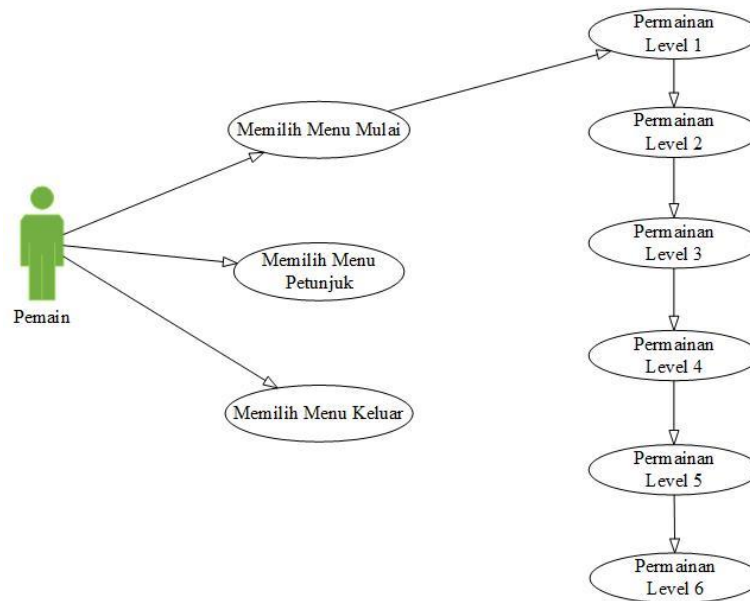 Pemain
Memilih Menu Mulai
Memilih Menu
Petunjuk
Memilih Menu Keluar
Permainan
Level 1
Permainan
Level 2
Permainan
Level 3
Permainan
Level 4
Permainan
Level 5
Permainan
Level 6